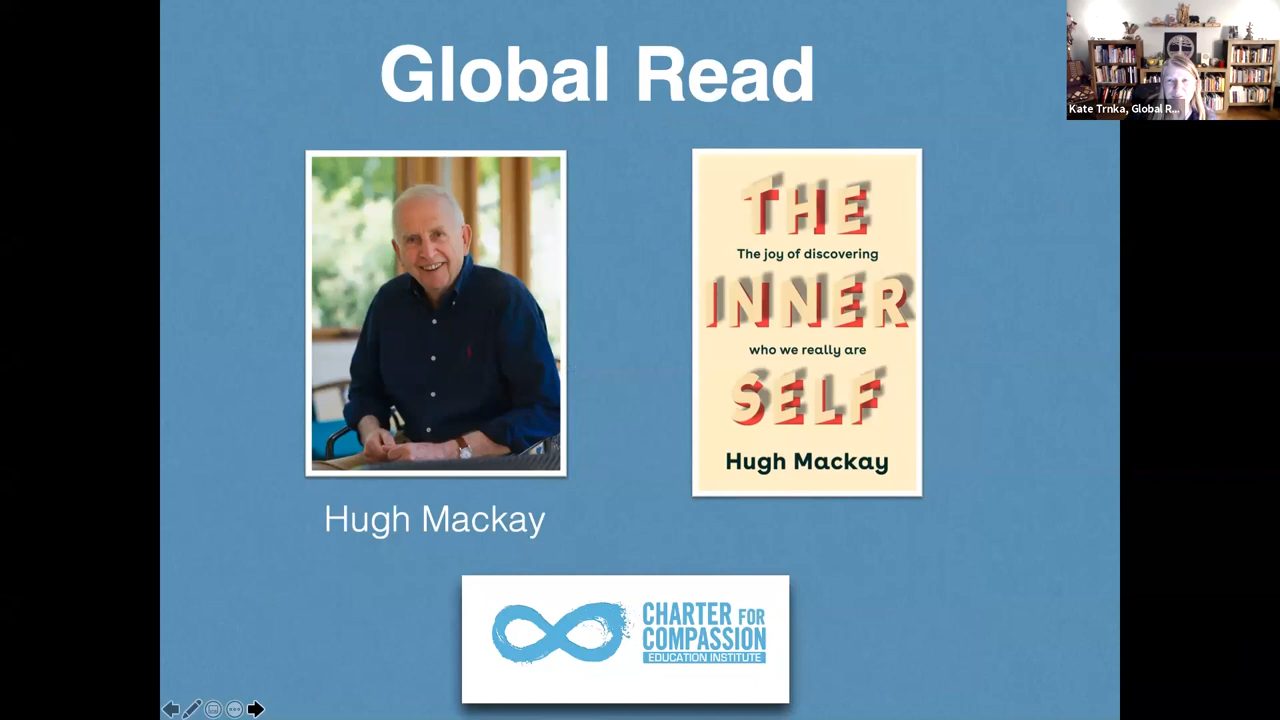 Global Read
Kate Trnka, Global R...
THE
The joy of discovering
INNER
who we really are
SELF
Hugh Mackay
Hugh Mackay
CHARTER FOR
COMPASSION
EDUCATION INSTITUTE